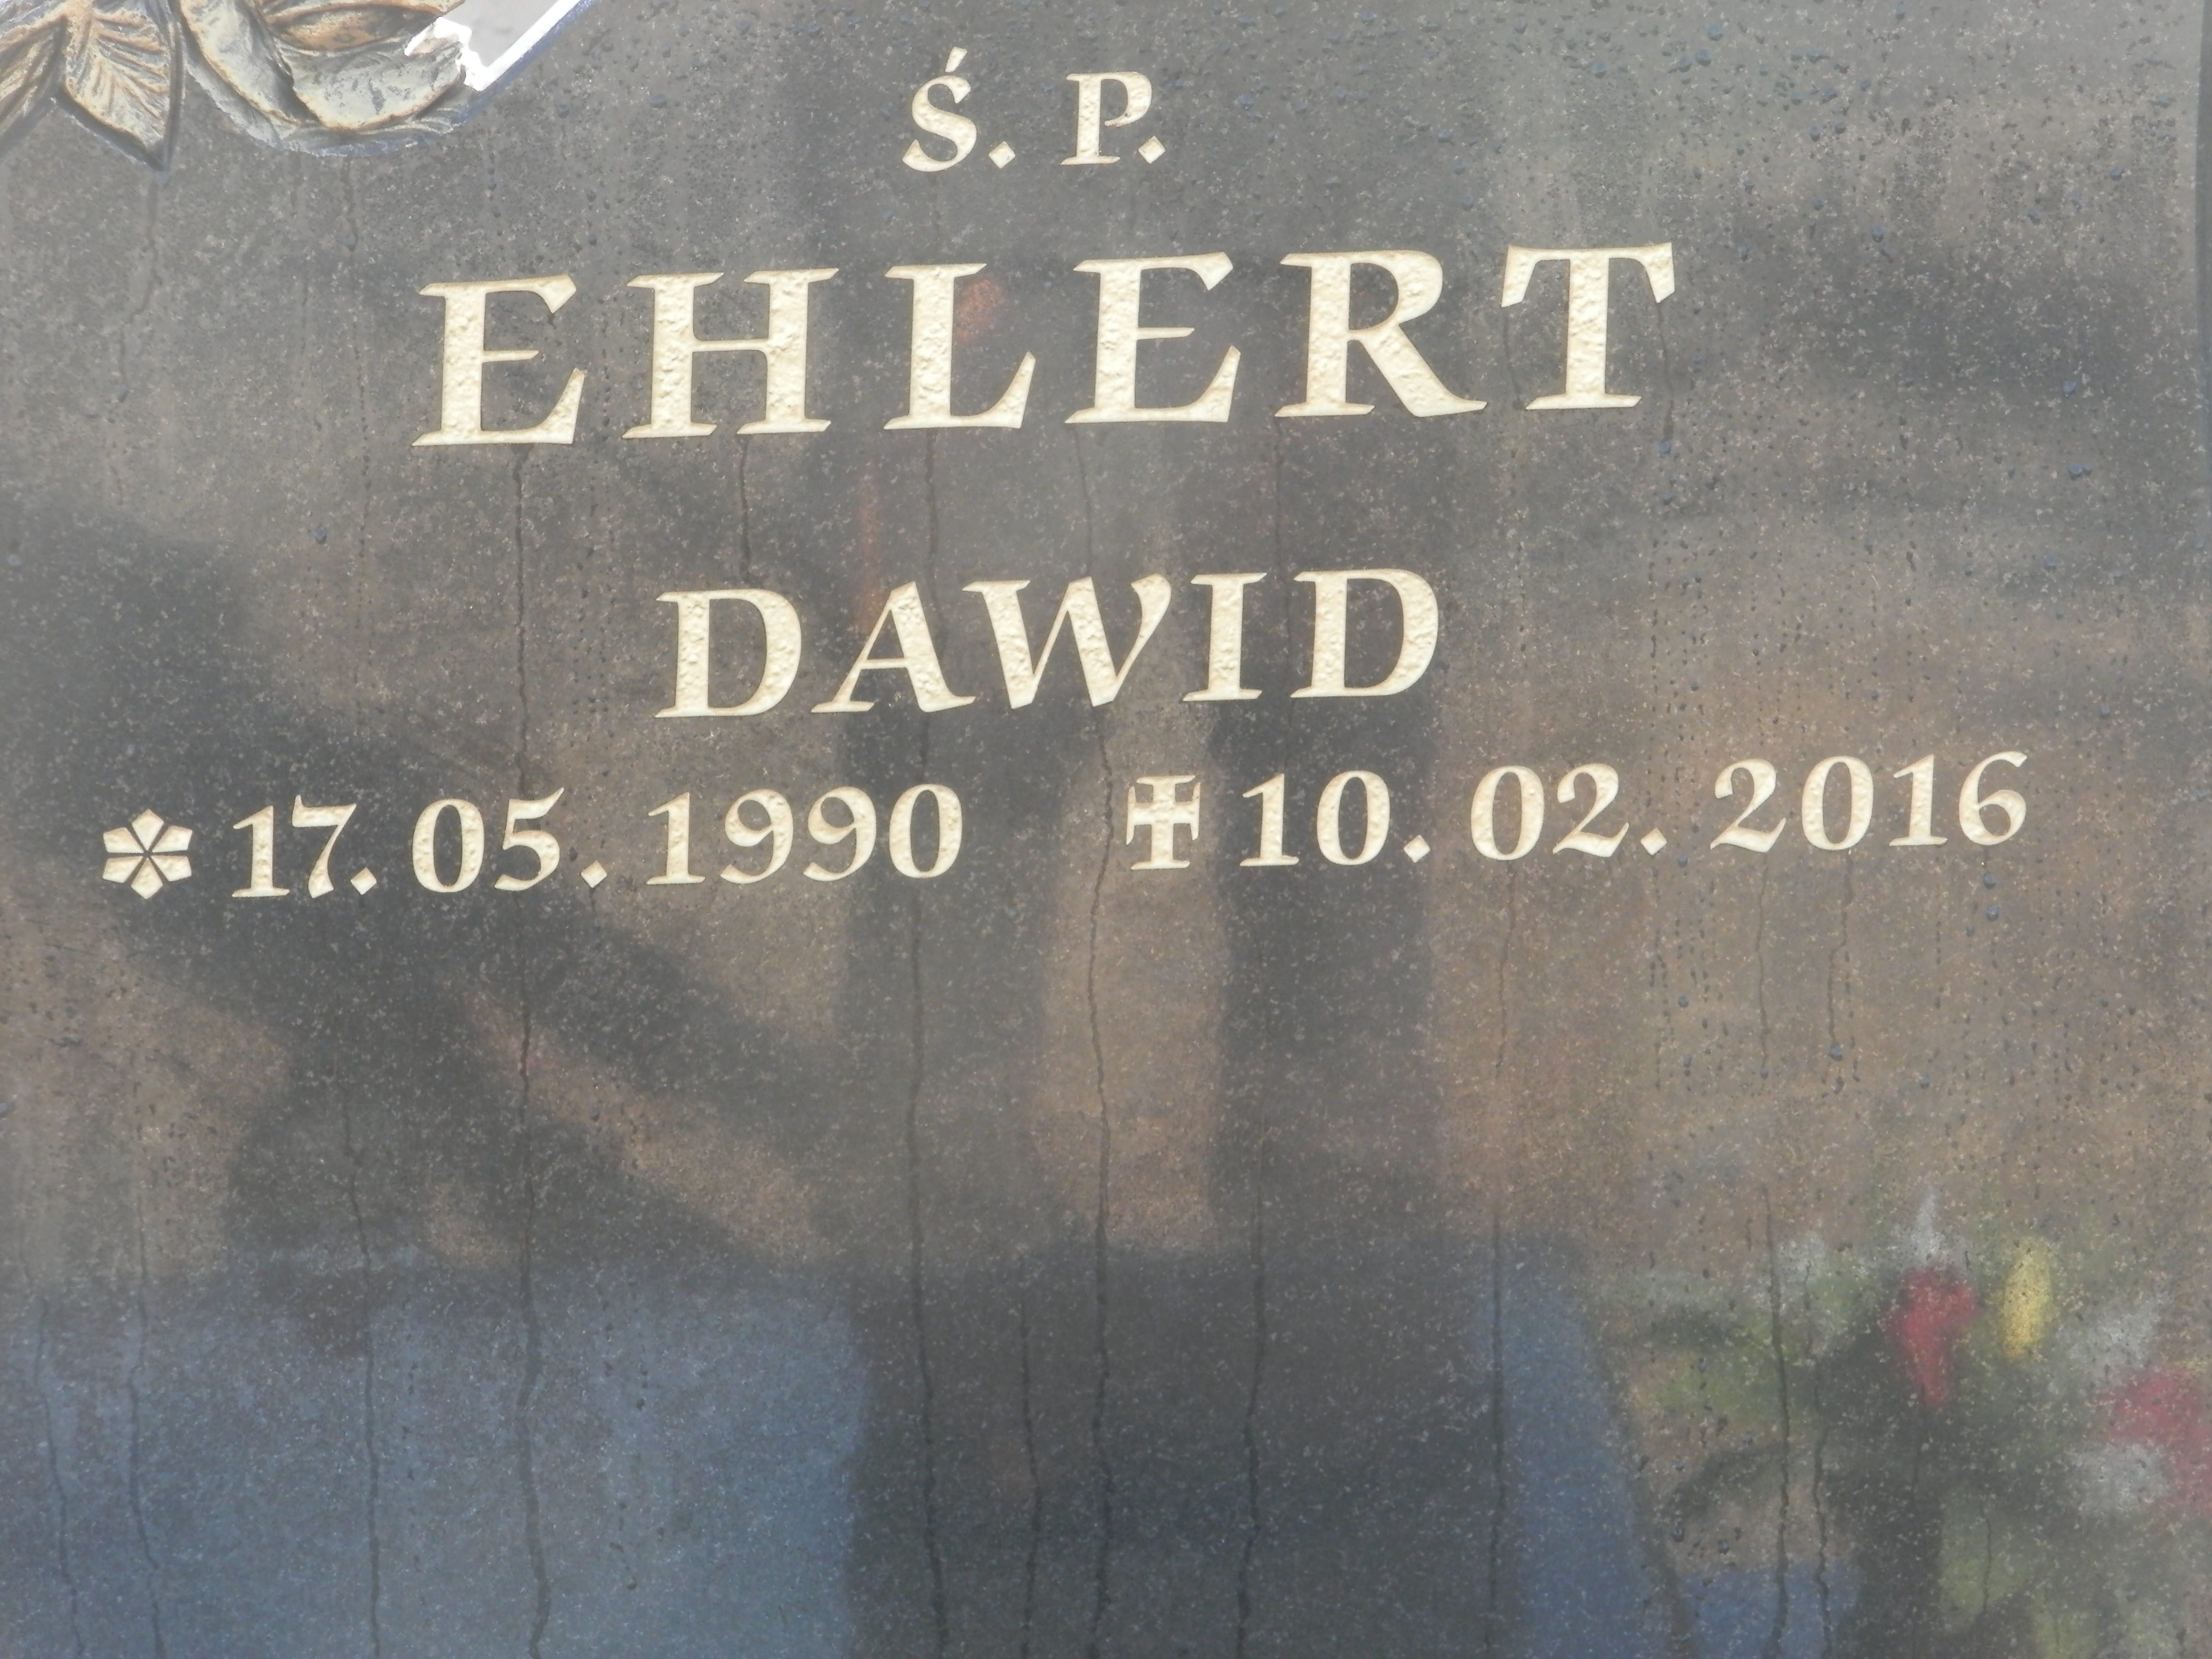 Ś. P.
EHLERT
DAWID
✽ 17. 05. 1990 ✠ 10. 02. 2016